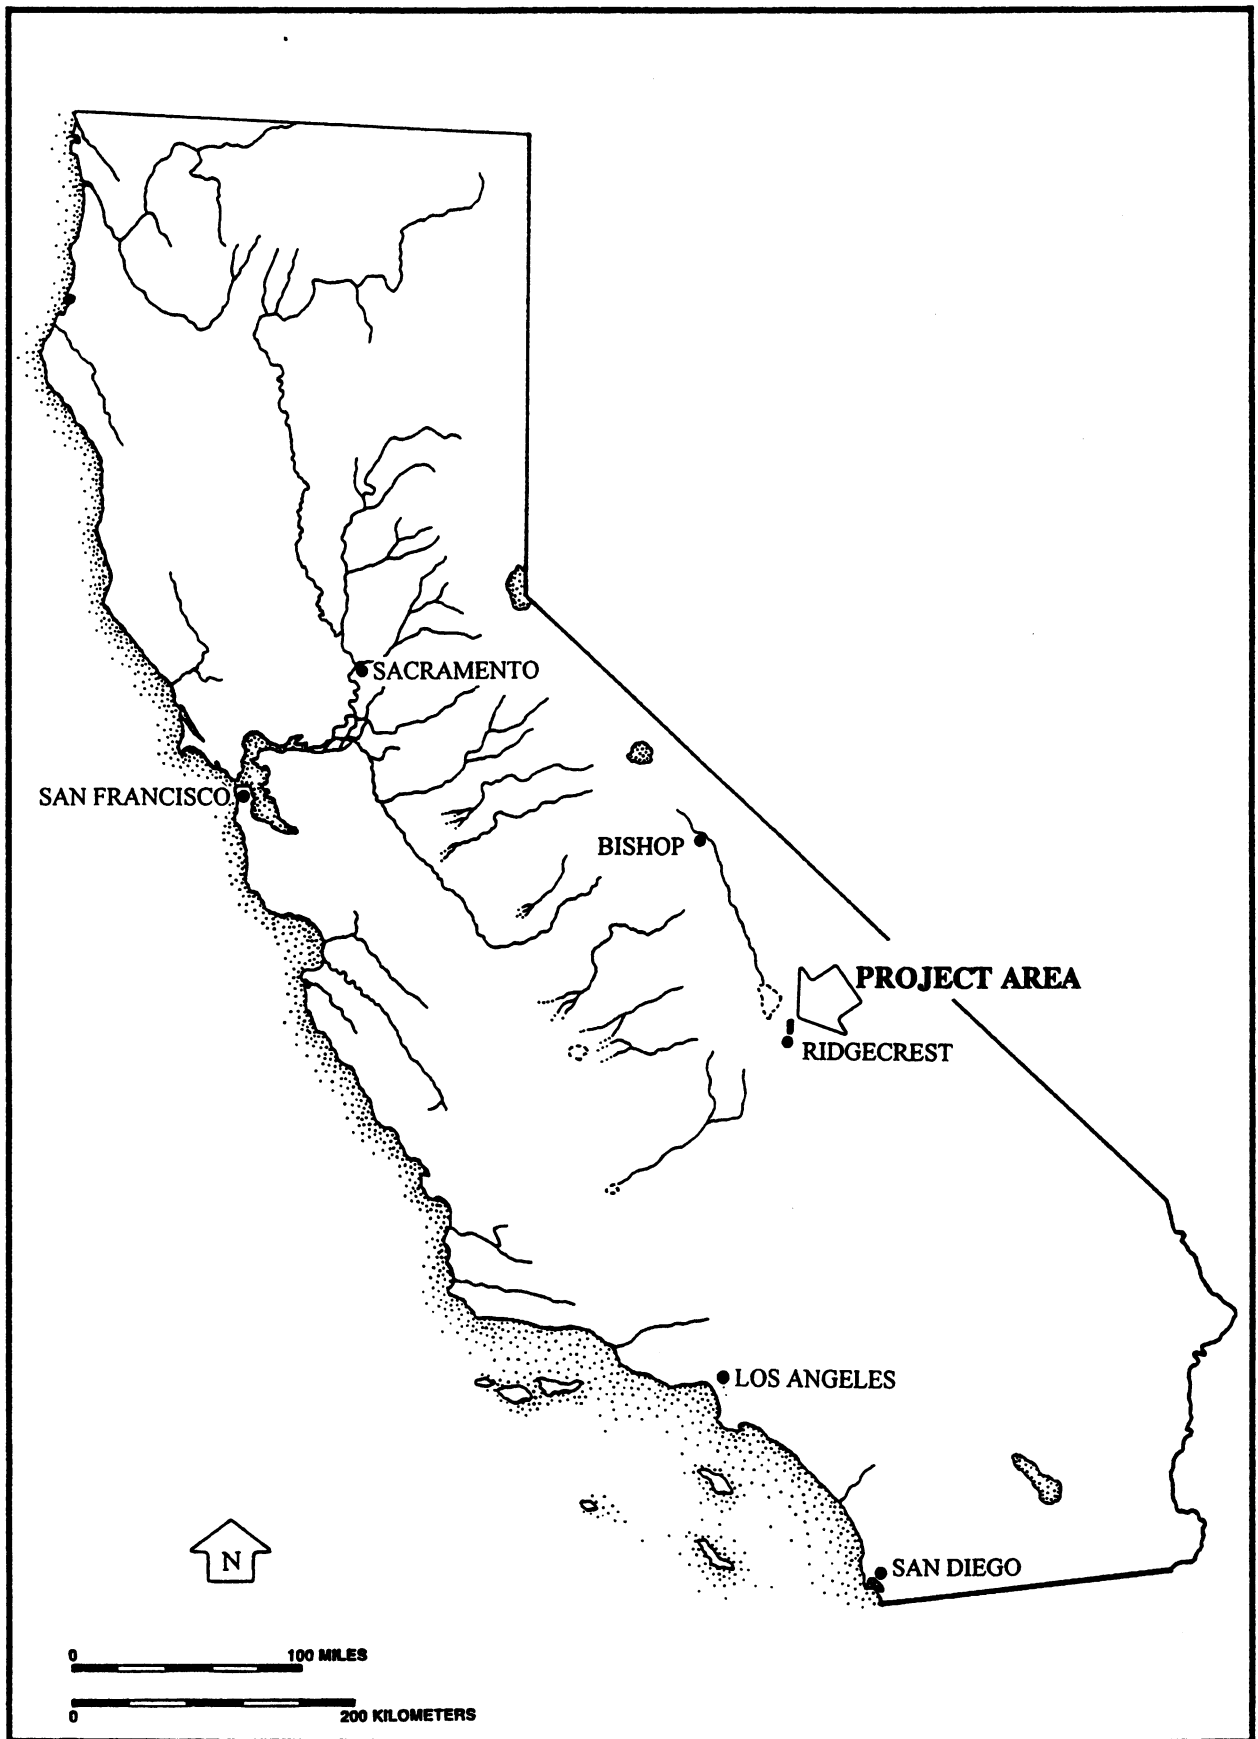 SACRAMENTO
SAN FRANCISCO
BISHOP
PROJECT AREA
RIDGECREST
LOS ANGELES
SAN DIEGO
N
0 100 MILES
0 200 KILOMETERS